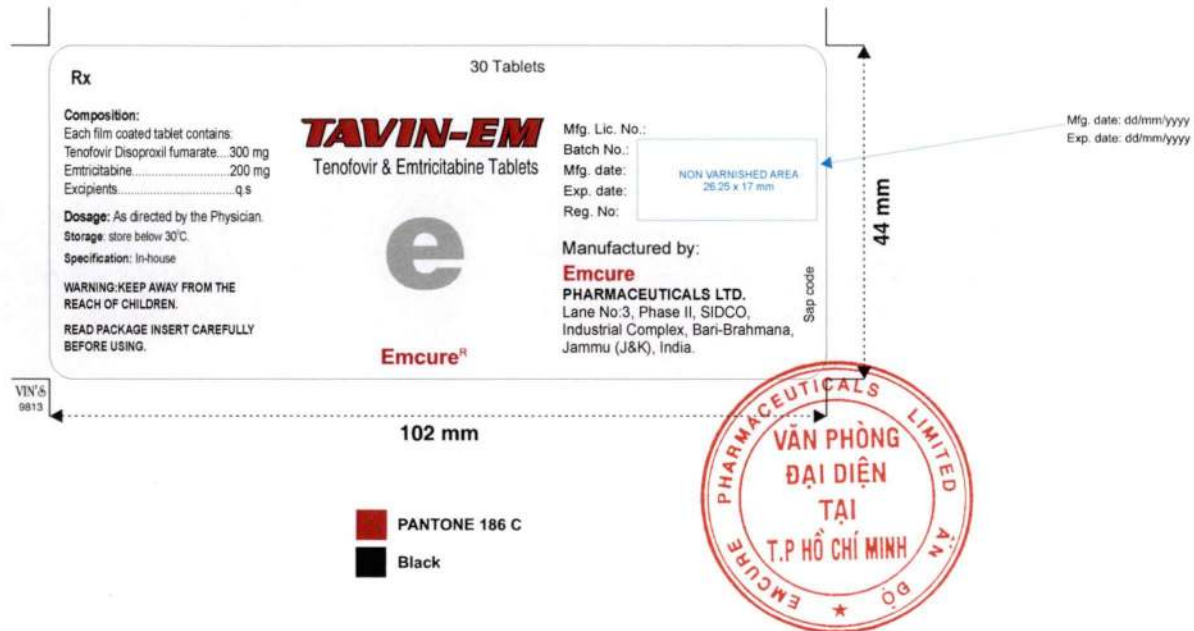 30 Tablets
Rx
Composition:
Each film coated tablet contains:
Tenofovir Disoproxil fumarate....300 mg
Emtricitabine..............................200 mg
Excipients...................................q.s
Dosage: As directed by the Physician.
Storage: store below 30°C.
Specification: In-house
WARNING:KEEP AWAY FROM THE
REACH OF CHILDREN.
READ PACKAGE INSERT CAREFULLY
BEFORE USING.
TAVIN-EM
Tenofovir & Emtricitabine Tablets
e
EmcureR
Mfg. Lic. No.:
Batch No.:
Mfg. date:
Exp. date:
Reg. No:
NON VARNISHED AREA
26.25 x 17 mm
Manufactured by:
Emcure
PHARMACEUTICALS LTD.
Lane No:3, Phase II, SIDCO,
Industrial Complex, Bari-Brahmana,
Jammu (J&K), India.
Sap code
44 mm
Mfg. date: dd/mm/yyyy
Exp. date: dd/mm/yyyy
VIN'S
9813
102 mm
PANTONE 186 C
Black
EMCURE PHARMACEUTICALS LIMITED ẤN ĐỘ
VĂN PHÒNG
ĐẠI DIỆN
TẠI
T.P HỒ CHÍ MINH